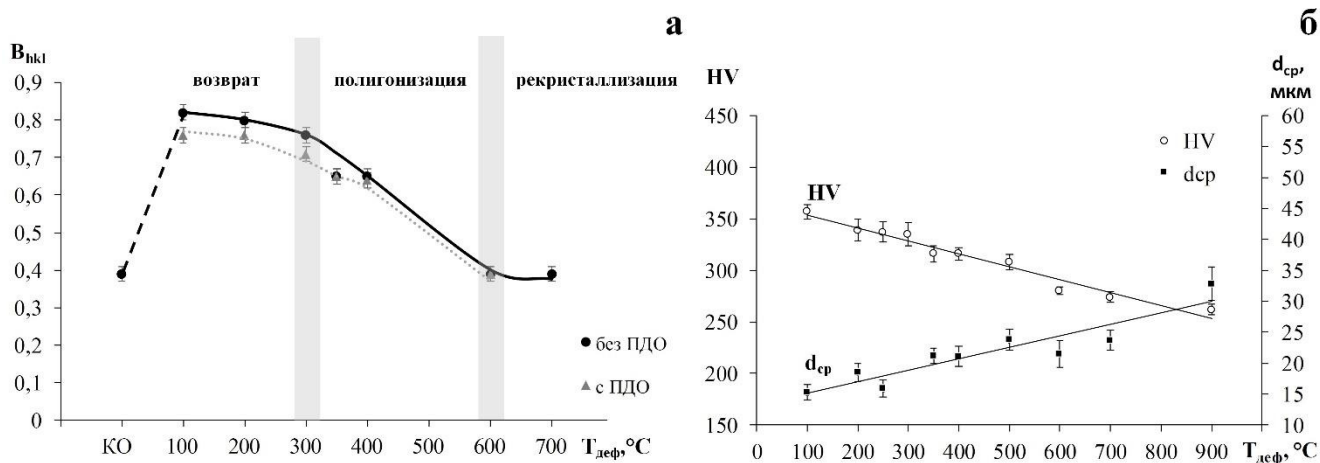 а
B_hkl
0,9
0,8
0,7
0,6
0,5
0,4
0,3
0,2
0,1
0
возврат
полигонизация
рекристаллизация
без ПДО
с ПДО
КО
100
200
300
400
500
600
700
T_деф,°C
б
HV
d_ср,
мкм
450
400
350
300
250
200
150
60
55
50
45
40
35
30
25
20
15
10
HV
dср
HV
d_ср
0
100
200
300
400
500
600
700
800
900
T_деф, °C